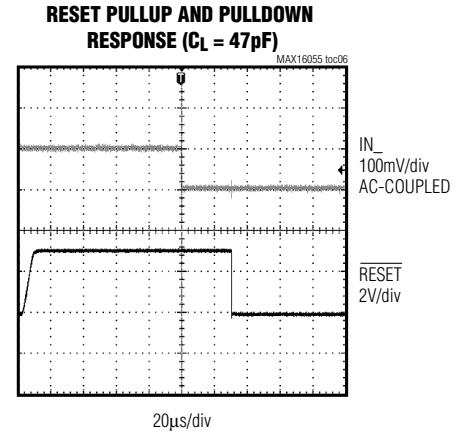 RESET PULLUP AND PULLDOWN
RESPONSE (CL = 47pF)
MAX16055 toc06
T
IN_
100mV/div
AC-COUPLED
RESET
2V/div
20μs/div